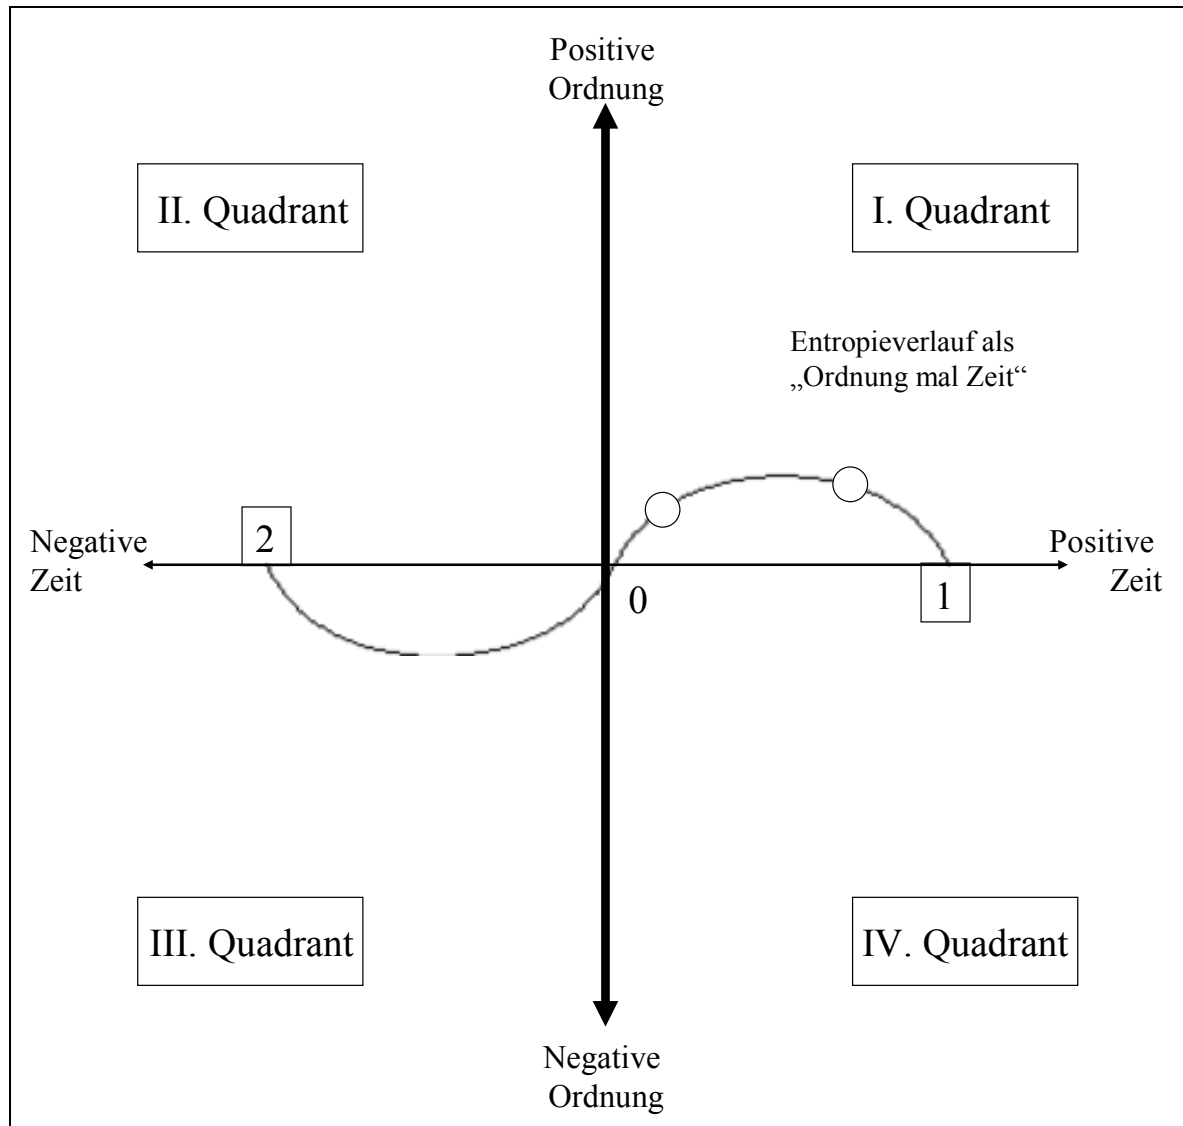 Positive
Ordnung
II. Quadrant
I. Quadrant
Entropieverlauf als
„Ordnung mal Zeit“
Negative
Zeit
2
0
1
Positive
Zeit
III. Quadrant
IV. Quadrant
Negative
Ordnung